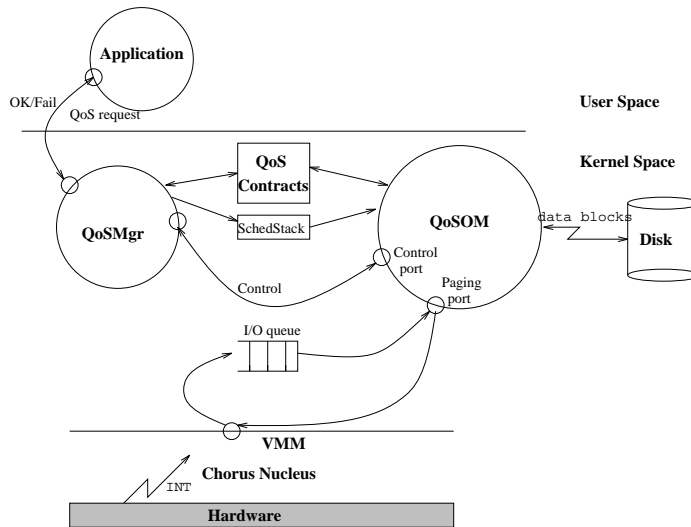 Application
OK/Fail
QoS request
User Space
Kernel Space
QoS
Contracts
QoSMgr
SchedStack
QoSOM
data blocks
Disk
Control
port
Control
Paging
port
I/O queue
VMM
Chorus Nucleus
INT
Hardware